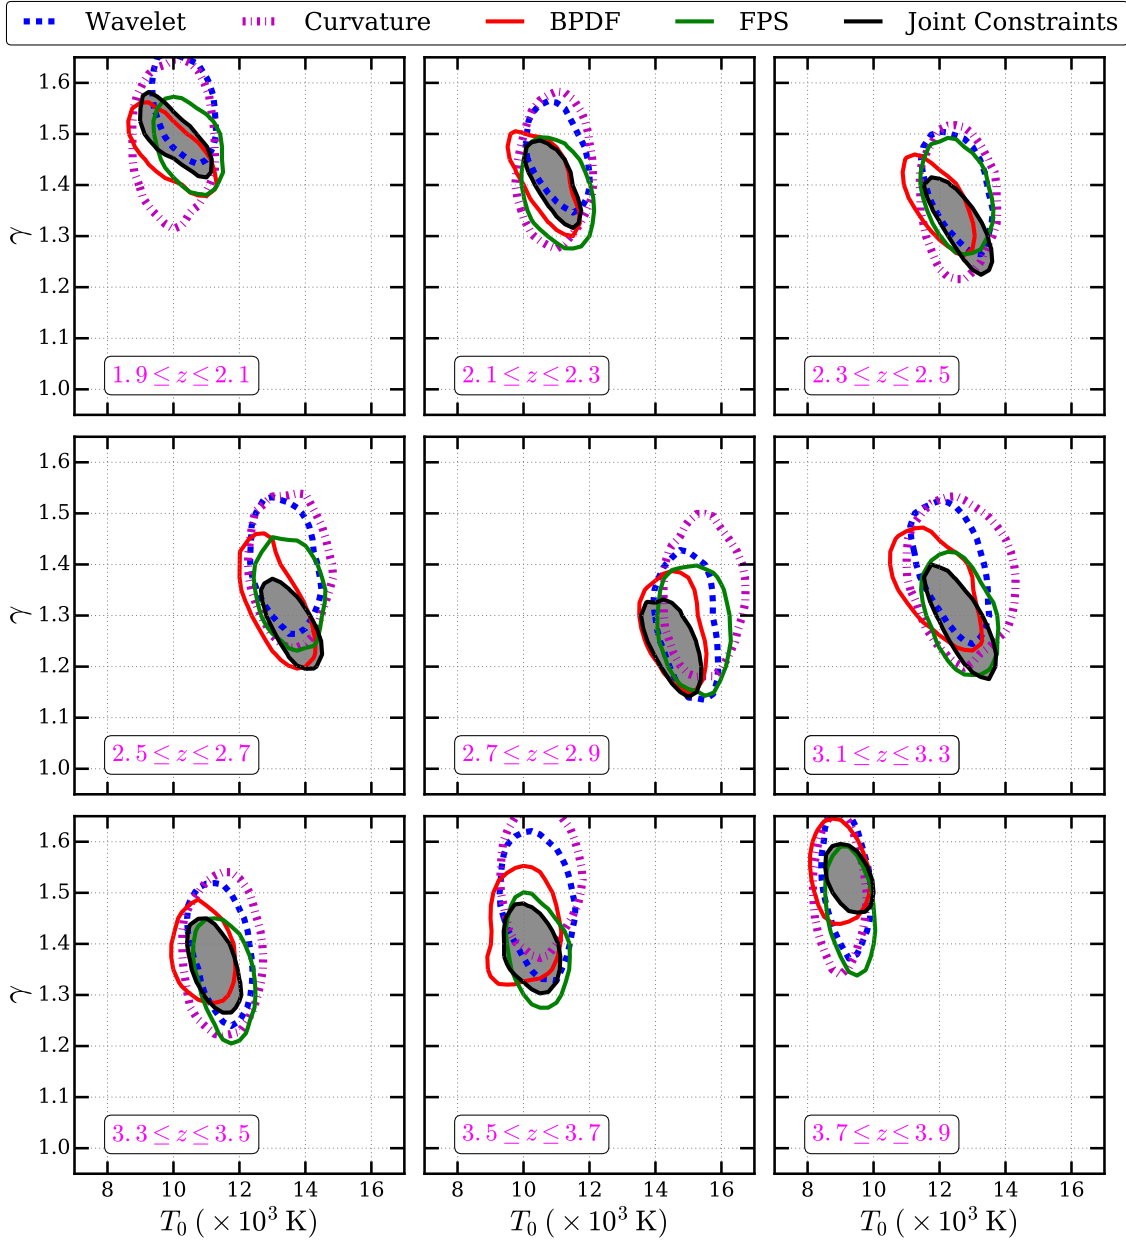 Wavelet Curvature BPDF FPS Joint Constraints
1.6
1.5
1.4
γ
1.3
1.2
1.1
1.0
1.9 ≤ z ≤ 2.1
2.1 ≤ z ≤ 2.3
2.3 ≤ z ≤ 2.5
1.6
1.5
1.4
γ
1.3
1.2
1.1
1.0
2.5 ≤ z ≤ 2.7
2.7 ≤ z ≤ 2.9
3.1 ≤ z ≤ 3.3
1.6
1.5
1.4
γ
1.3
1.2
1.1
1.0
3.3 ≤ z ≤ 3.5
3.5 ≤ z ≤ 3.7
3.7 ≤ z ≤ 3.9
8 10 12 14 16
8 10 12 14 16
8 10 12 14 16
T₀ ( × 10³ K)
T₀ ( × 10³ K)
T₀ ( × 10³ K)